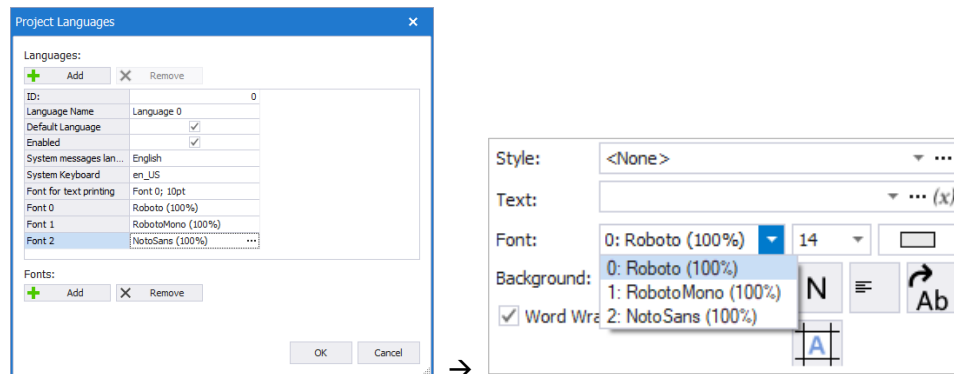 Project Languages
Languages:
Add Remove
ID: 0
Language Name Language 0
Default Language
Enabled
System messages lan... English
System Keyboard en_US
Font for text printing Font 0; 10pt
Font 0 Roboto (100%)
Font 1 RobotoMono (100%)
Font 2 NotoSans (100%) ...
Fonts:
Add Remove
OK Cancel
→
Style: <None> ...
Text: ... (x)
Font: 0: Roboto (100%) 14
0: Roboto (100%)
Background: 1: RobotoMono (100%) N Ab
Word Wra 2: NotoSans (100%)
A